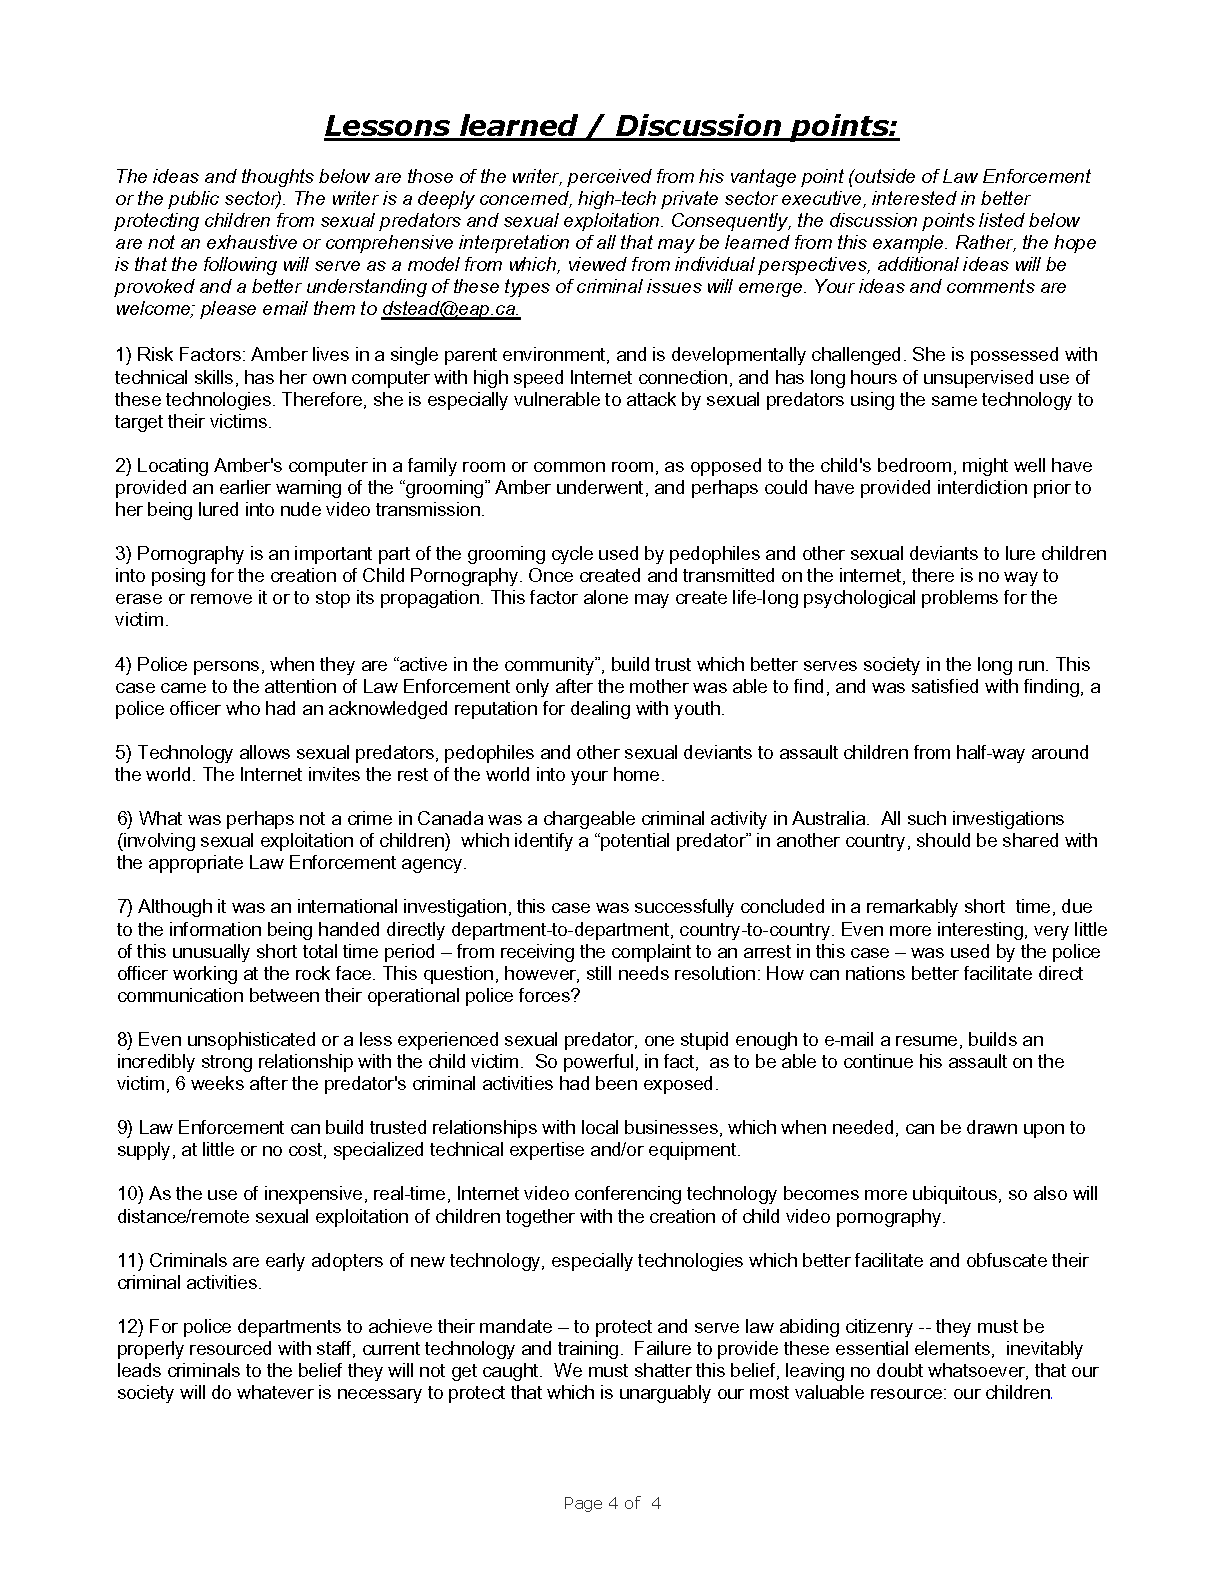 Lessons learned / Discussion points:
The ideas and thoughts below are those of the writer, perceived from his vantage point (outside of Law Enforcement
or the public sector). The writer is a deeply concerned, high-tech private sector executive, interested in better
protecting children from sexual predators and sexual exploitation. Consequently, the discussion points listed below
are not an exhaustive or comprehensive interpretation of all that may be learned from this example. Rather, the hope
is that the following will serve as a model from which, viewed from individual perspectives, additional ideas will be
provoked and a better understanding of these types of criminal issues will emerge. Your ideas and comments are
welcome; please email them to dstead@eap.ca.
1) Risk Factors: Amber lives in a single parent environment, and is developmentally challenged. She is possessed with
technical skills, has her own computer with high speed Internet connection, and has long hours of unsupervised use of
these technologies. Therefore, she is especially vulnerable to attack by sexual predators using the same technology to
target their victims.
2) Locating Amber's computer in a family room or common room, as opposed to the child's bedroom, might well have
provided an earlier warning of the “grooming” Amber underwent, and perhaps could have provided interdiction prior to
her being lured into nude video transmission.
3) Pornography is an important part of the grooming cycle used by pedophiles and other sexual deviants to lure children
into posing for the creation of Child Pornography. Once created and transmitted on the internet, there is no way to
erase or remove it or to stop its propagation. This factor alone may create life-long psychological problems for the
victim.
4) Police persons, when they are “active in the community”, build trust which better serves society in the long run. This
case came to the attention of Law Enforcement only after the mother was able to find, and was satisfied with finding, a
police officer who had an acknowledged reputation for dealing with youth.
5) Technology allows sexual predators, pedophiles and other sexual deviants to assault children from half-way around
the world. The Internet invites the rest of the world into your home.
6) What was perhaps not a crime in Canada was a chargeable criminal activity in Australia.  All such investigations
(involving sexual exploitation of children)  which identify a “potential predator” in another country, should be shared with
the appropriate Law Enforcement agency.
7) Although it was an international investigation, this case was successfully concluded in a remarkably short  time, due
to the information being handed directly department-to-department, country-to-country. Even more interesting, very little
of this unusually short total time period – from receiving the complaint to an arrest in this case – was used by the police
officer working at the rock face. This question, however, still needs resolution: How can nations better facilitate direct
communication between their operational police forces?
8) Even unsophisticated or a less experienced sexual predator, one stupid enough to e-mail a resume, builds an
incredibly strong relationship with the child victim.  So powerful, in fact,  as to be able to continue his assault on the
victim, 6 weeks after the predator's criminal activities had been exposed.
9) Law Enforcement can build trusted relationships with local businesses, which when needed, can be drawn upon to
supply, at little or no cost, specialized technical expertise and/or equipment.
10) As the use of inexpensive, real-time, Internet video conferencing technology becomes more ubiquitous, so also will
distance/remote sexual exploitation of children together with the creation of child video pornography.
11) Criminals are early adopters of new technology, especially technologies which better facilitate and obfuscate their
criminal activities.
12) For police departments to achieve their mandate – to protect and serve law abiding citizenry -- they must be
properly resourced with staff, current technology and training.  Failure to provide these essential elements,  inevitably
leads criminals to the belief they will not get caught.  We must shatter this belief, leaving no doubt whatsoever, that our
society will do whatever is necessary to protect that which is unarguably our most valuable resource: our children.
Page 4 of  4